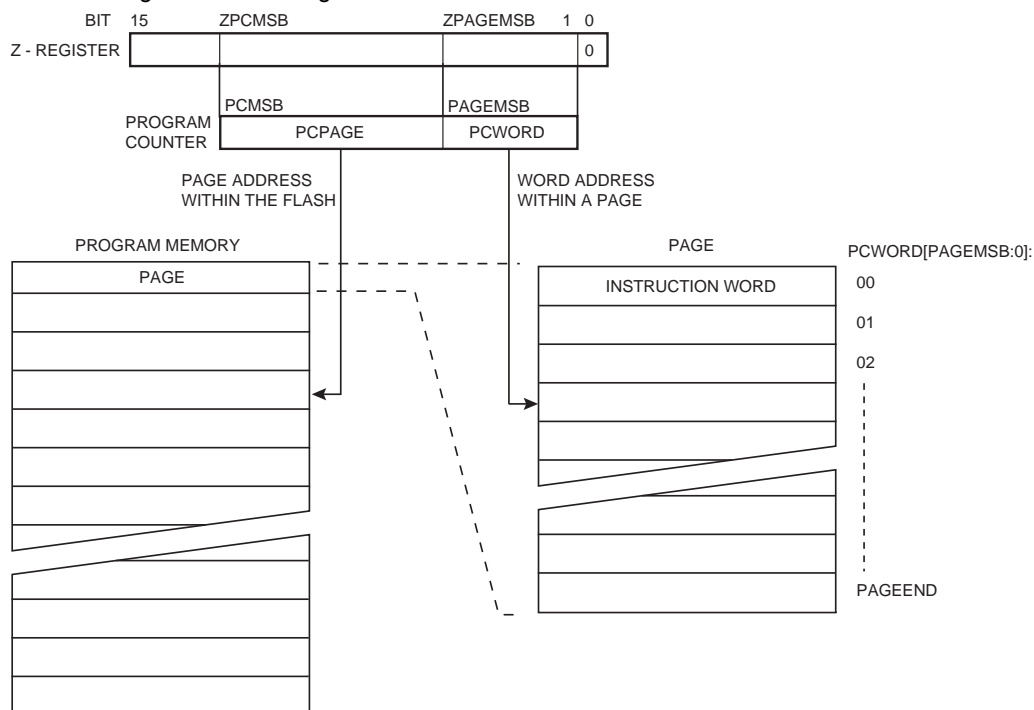 BIT 15 ZPCMSB ZPAGEMSB 1 0
Z - REGISTER 0
PCMSB PAGEMSB
PROGRAM
COUNTER
PCPAGE PCWORD
PAGE ADDRESS
WITHIN THE FLASH
WORD ADDRESS
WITHIN A PAGE
PROGRAM MEMORY
PAGE
PAGE
PCWORD[PAGEMSB:0]:
INSTRUCTION WORD 00
01
02
PAGEEND